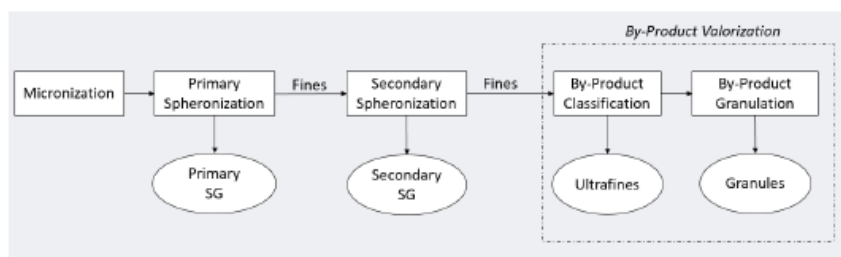 By-Product Valorization
Micronization
Primary
Spheronization
Fines
Secondary
Spheronization
Fines
By-Product
Classification
By-Product
Granulation
Primary
SG
Secondary
SG
Ultrafines
Granules